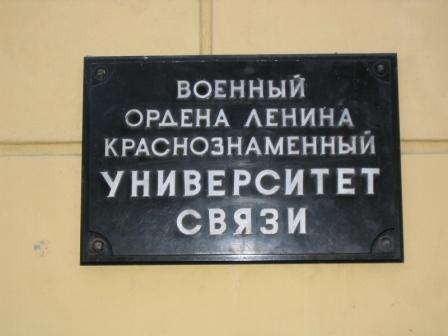 ВОЕННЫЙ
ОРДЕНА ЛЕНИНА
КРАСНОЗНАМЕННЫЙ
УНИВЕРСИТЕТ
СВЯЗИ